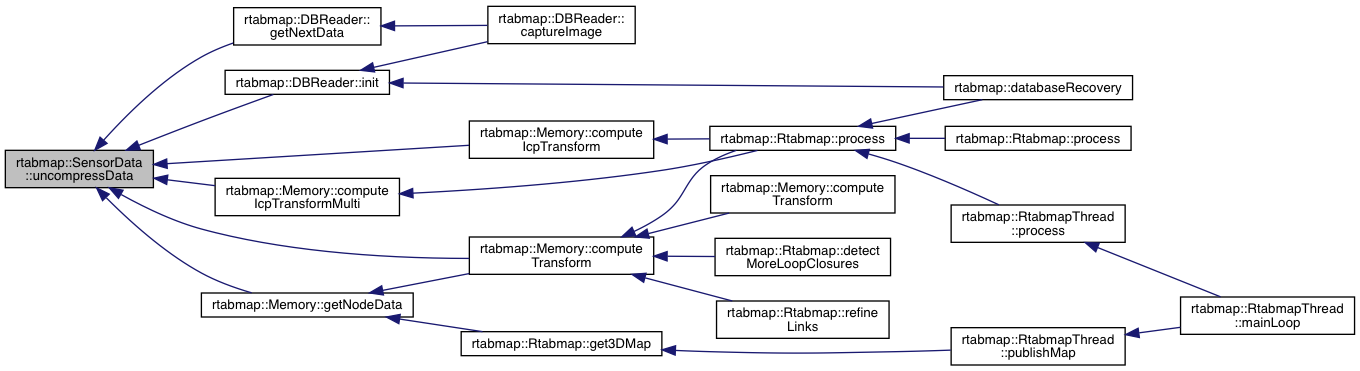 rtabmap::SensorData
::uncompressData
rtabmap::DBReader::
getNextData
rtabmap::DBReader::
captureImage
rtabmap::DBReader::init
rtabmap::databaseRecovery
rtabmap::Memory::compute
IcpTransform
rtabmap::Rtabmap::process
rtabmap::Rtabmap::process
rtabmap::Memory::compute
IcpTransformMulti
rtabmap::Memory::compute
Transform
rtabmap::RtabmapThread
::process
rtabmap::Memory::compute
Transform
rtabmap::Rtabmap::detect
MoreLoopClosures
rtabmap::Memory::getNodeData
rtabmap::Rtabmap::refine
Links
rtabmap::RtabmapThread
::mainLoop
rtabmap::Rtabmap::get3DMap
rtabmap::RtabmapThread
::publishMap